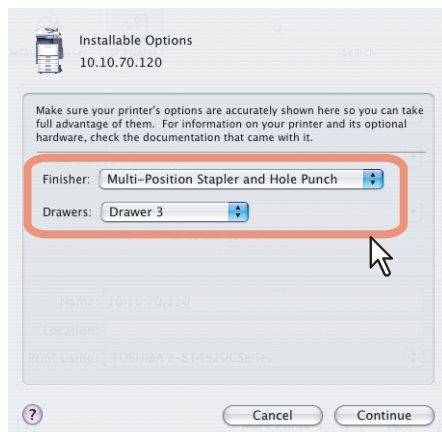 Installable Options
10.10.70.120
Search
Make sure your printer's options are accurately shown here so you can take
full advantage of them. For information on your printer and its optional
hardware, check the documentation that came with it.
Finisher: Multi-Position Stapler and Hole Punch
Drawers: Drawer 3
Name: 10.10.70.120
Location:
Print Using: TOSHIBA e-ST4520CSeries
? Cancel Continue